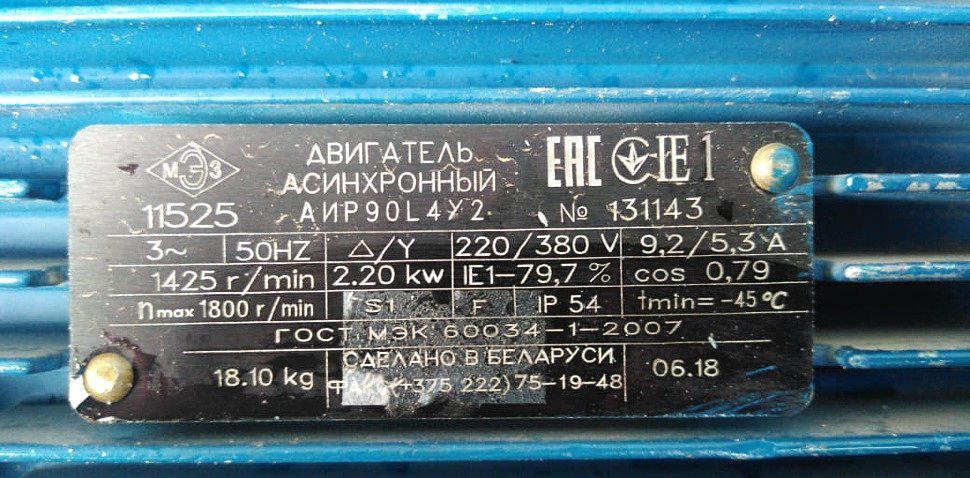 МЭЗ
ДВИГАТЕЛЬ
АСИНХРОННЫЙ
EAC IE1
11525 АИР90L4У2 № 131143
3~ 50HZ △/Y 220/380 V 9,2/5,3 A
1425 r/min 2.20 kw IE1-79,7 % cos 0,79
nmax 1800 r/min S1 F IP 54 tmin= -45°C
ГОСТ МЭК 60034-1-2007
18.10 kg СДЕЛАНО В БЕЛАРУСИ 06.18
ФАКС (+375 222) 75-19-48